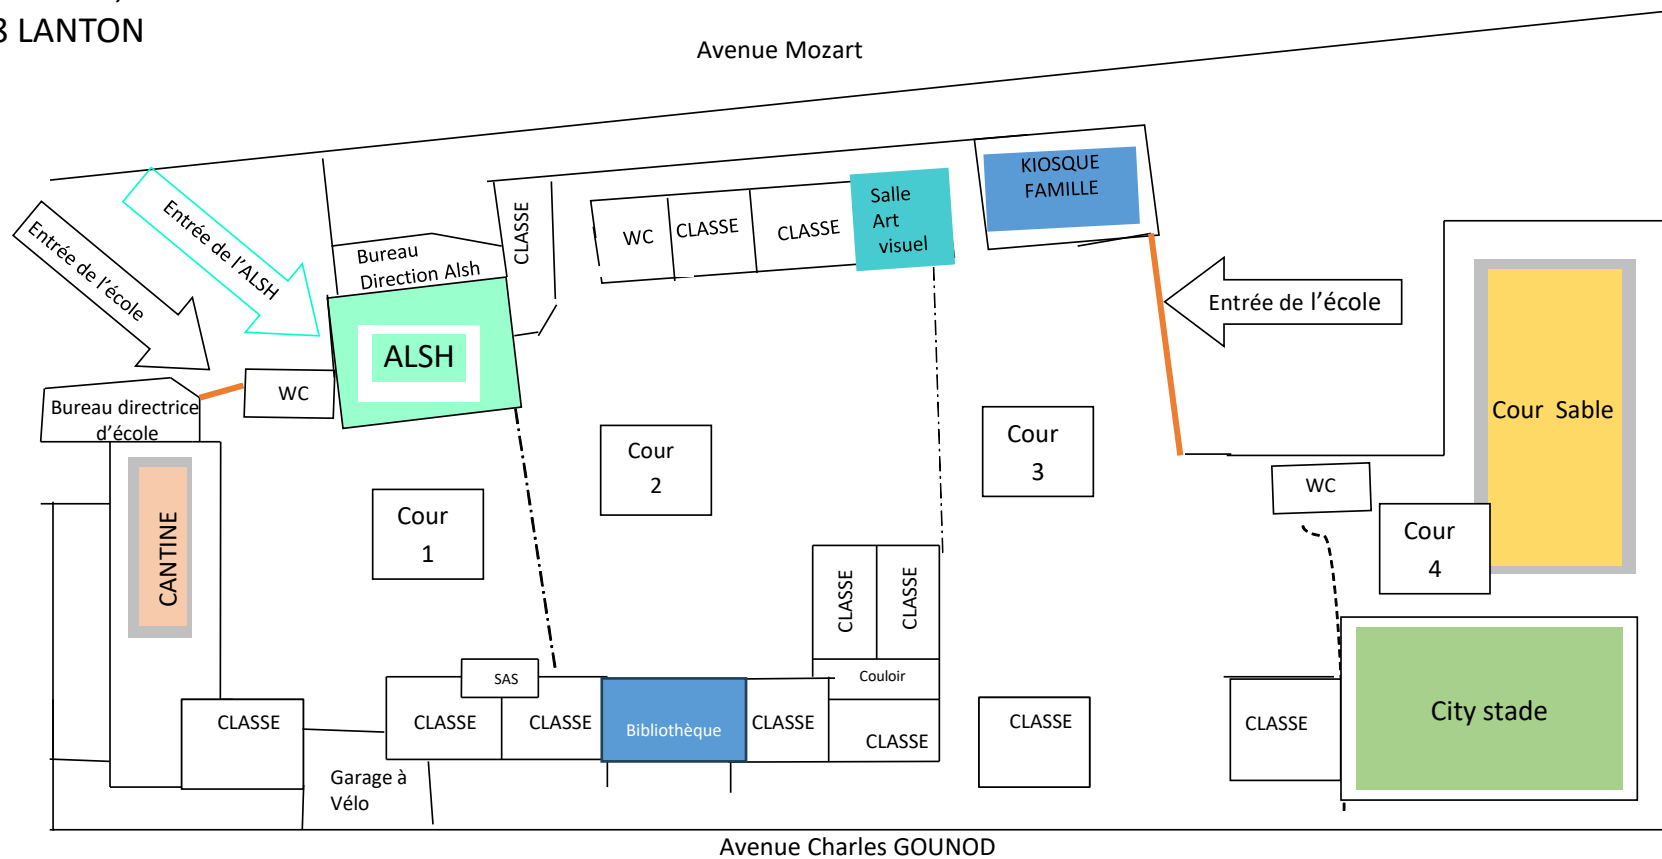 8 LANTON
Avenue Mozart
Entrée de l'école
Entrée de l'ALSH
Bureau
Direction Alsh
CLASSE
WC
CLASSE
CLASSE
Salle
Art
visuel
KIOSQUE
FAMILLE
Entrée de l'école
ALSH
WC
Bureau directrice
d'école
Cour Sable
Cour
2
Cour
3
WC
CANTINE
Cour
1
Cour
4
CLASSE
CLASSE
Couloir
SAS
CLASSE
CLASSE
CLASSE
Bibliothèque
CLASSE
CLASSE
CLASSE
CLASSE
City stade
Garage à
Vélo
Avenue Charles GOUNOD